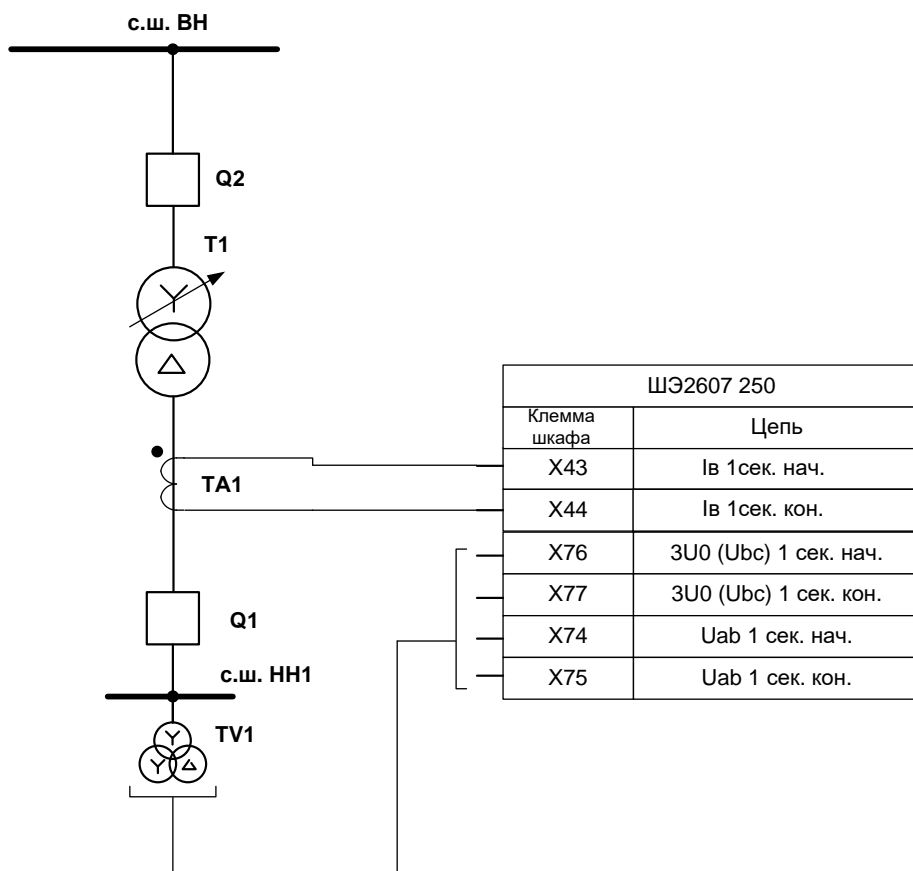 с.ш. ВН
Q2
T1
ШЭ2607 250
Клемма
шкафа
Цепь
X43
Iв 1сек. нач.
TA1
X44
Iв 1сек. кон.
X76
3U0 (Ubc) 1 сек. нач.
X77
3U0 (Ubc) 1 сек. кон.
Q1
X74
Uab 1 сек. нач.
с.ш. НН1
X75
Uab 1 сек. кон.
TV1